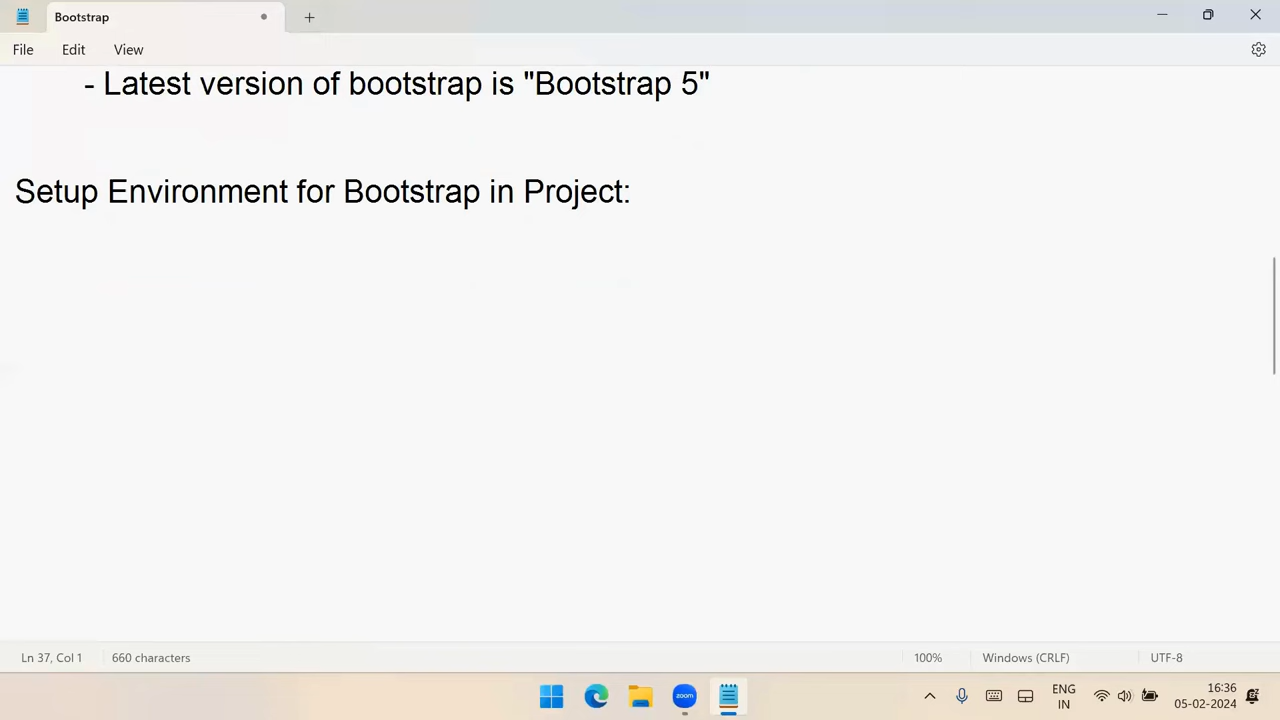 Bootstrap
File Edit View
- Latest version of bootstrap is "Bootstrap 5"
Setup Environment for Bootstrap in Project:
Ln 37, Col 1 660 characters 100% Windows (CRLF) UTF-8
zoom
ENG
IN
16:36
05-02-2024